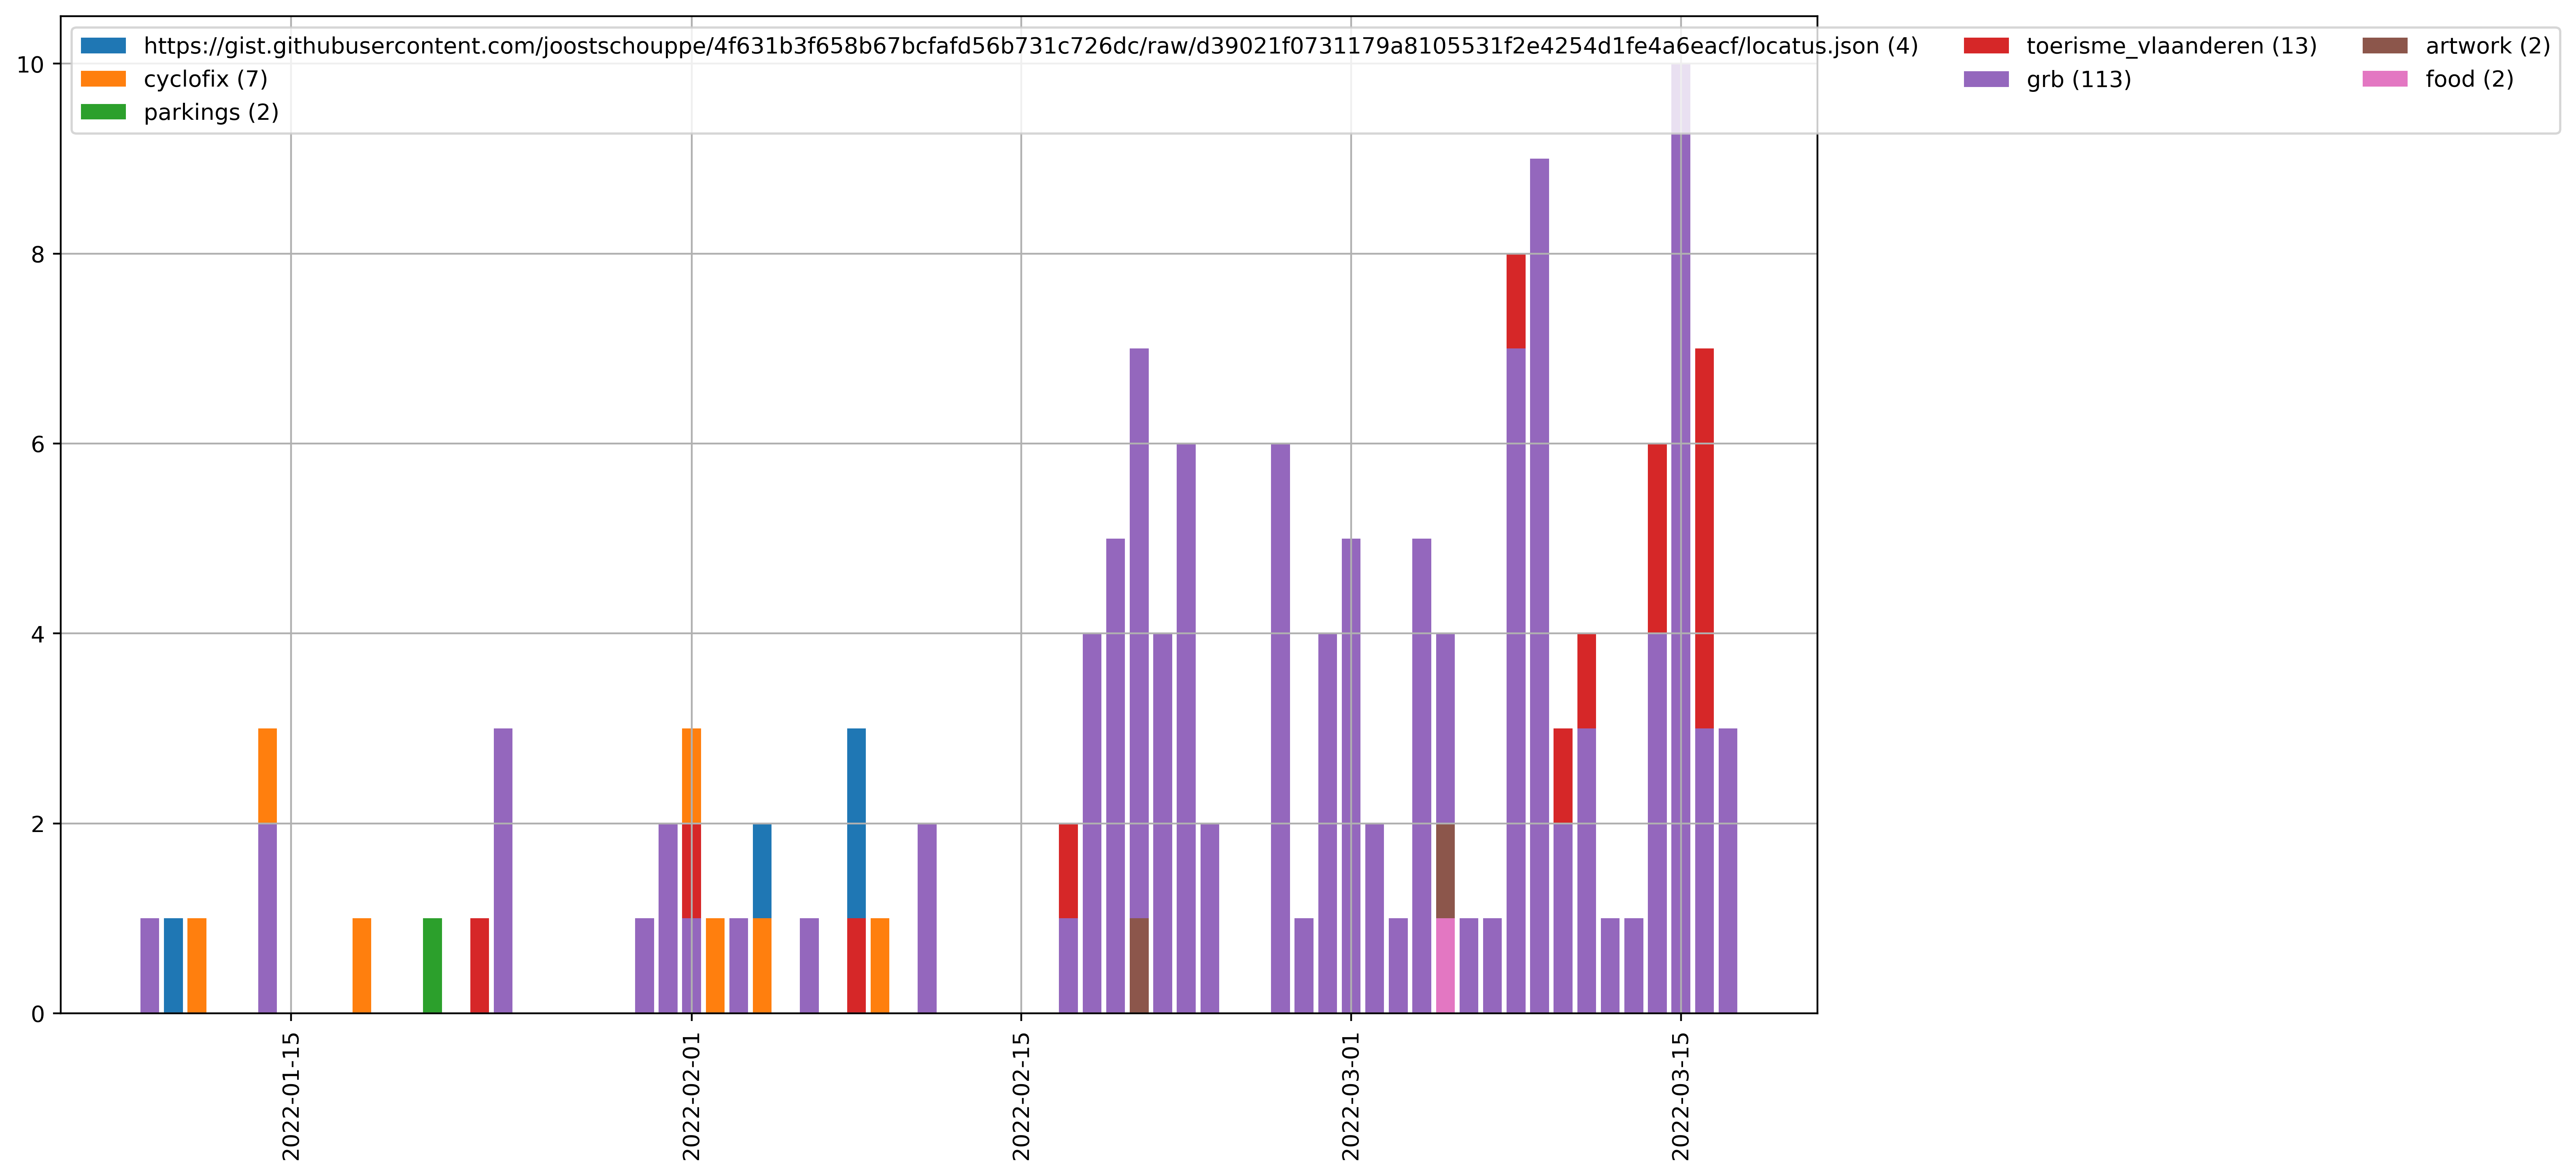 https://gist.githubusercontent.com/joostschouppe/4f631b3f658b67bcfafd56b731c726dc/raw/d39021f0731179a8105531f2e4254d1fe4a6eacf/locatus.json (4)
cyclofix (7)
parkings (2)
toerisme_vlaanderen (13)
grb (113)
artwork (2)
food (2)
10
8
6
4
2
0
2022-01-15
2022-02-01
2022-02-15
2022-03-01
2022-03-15